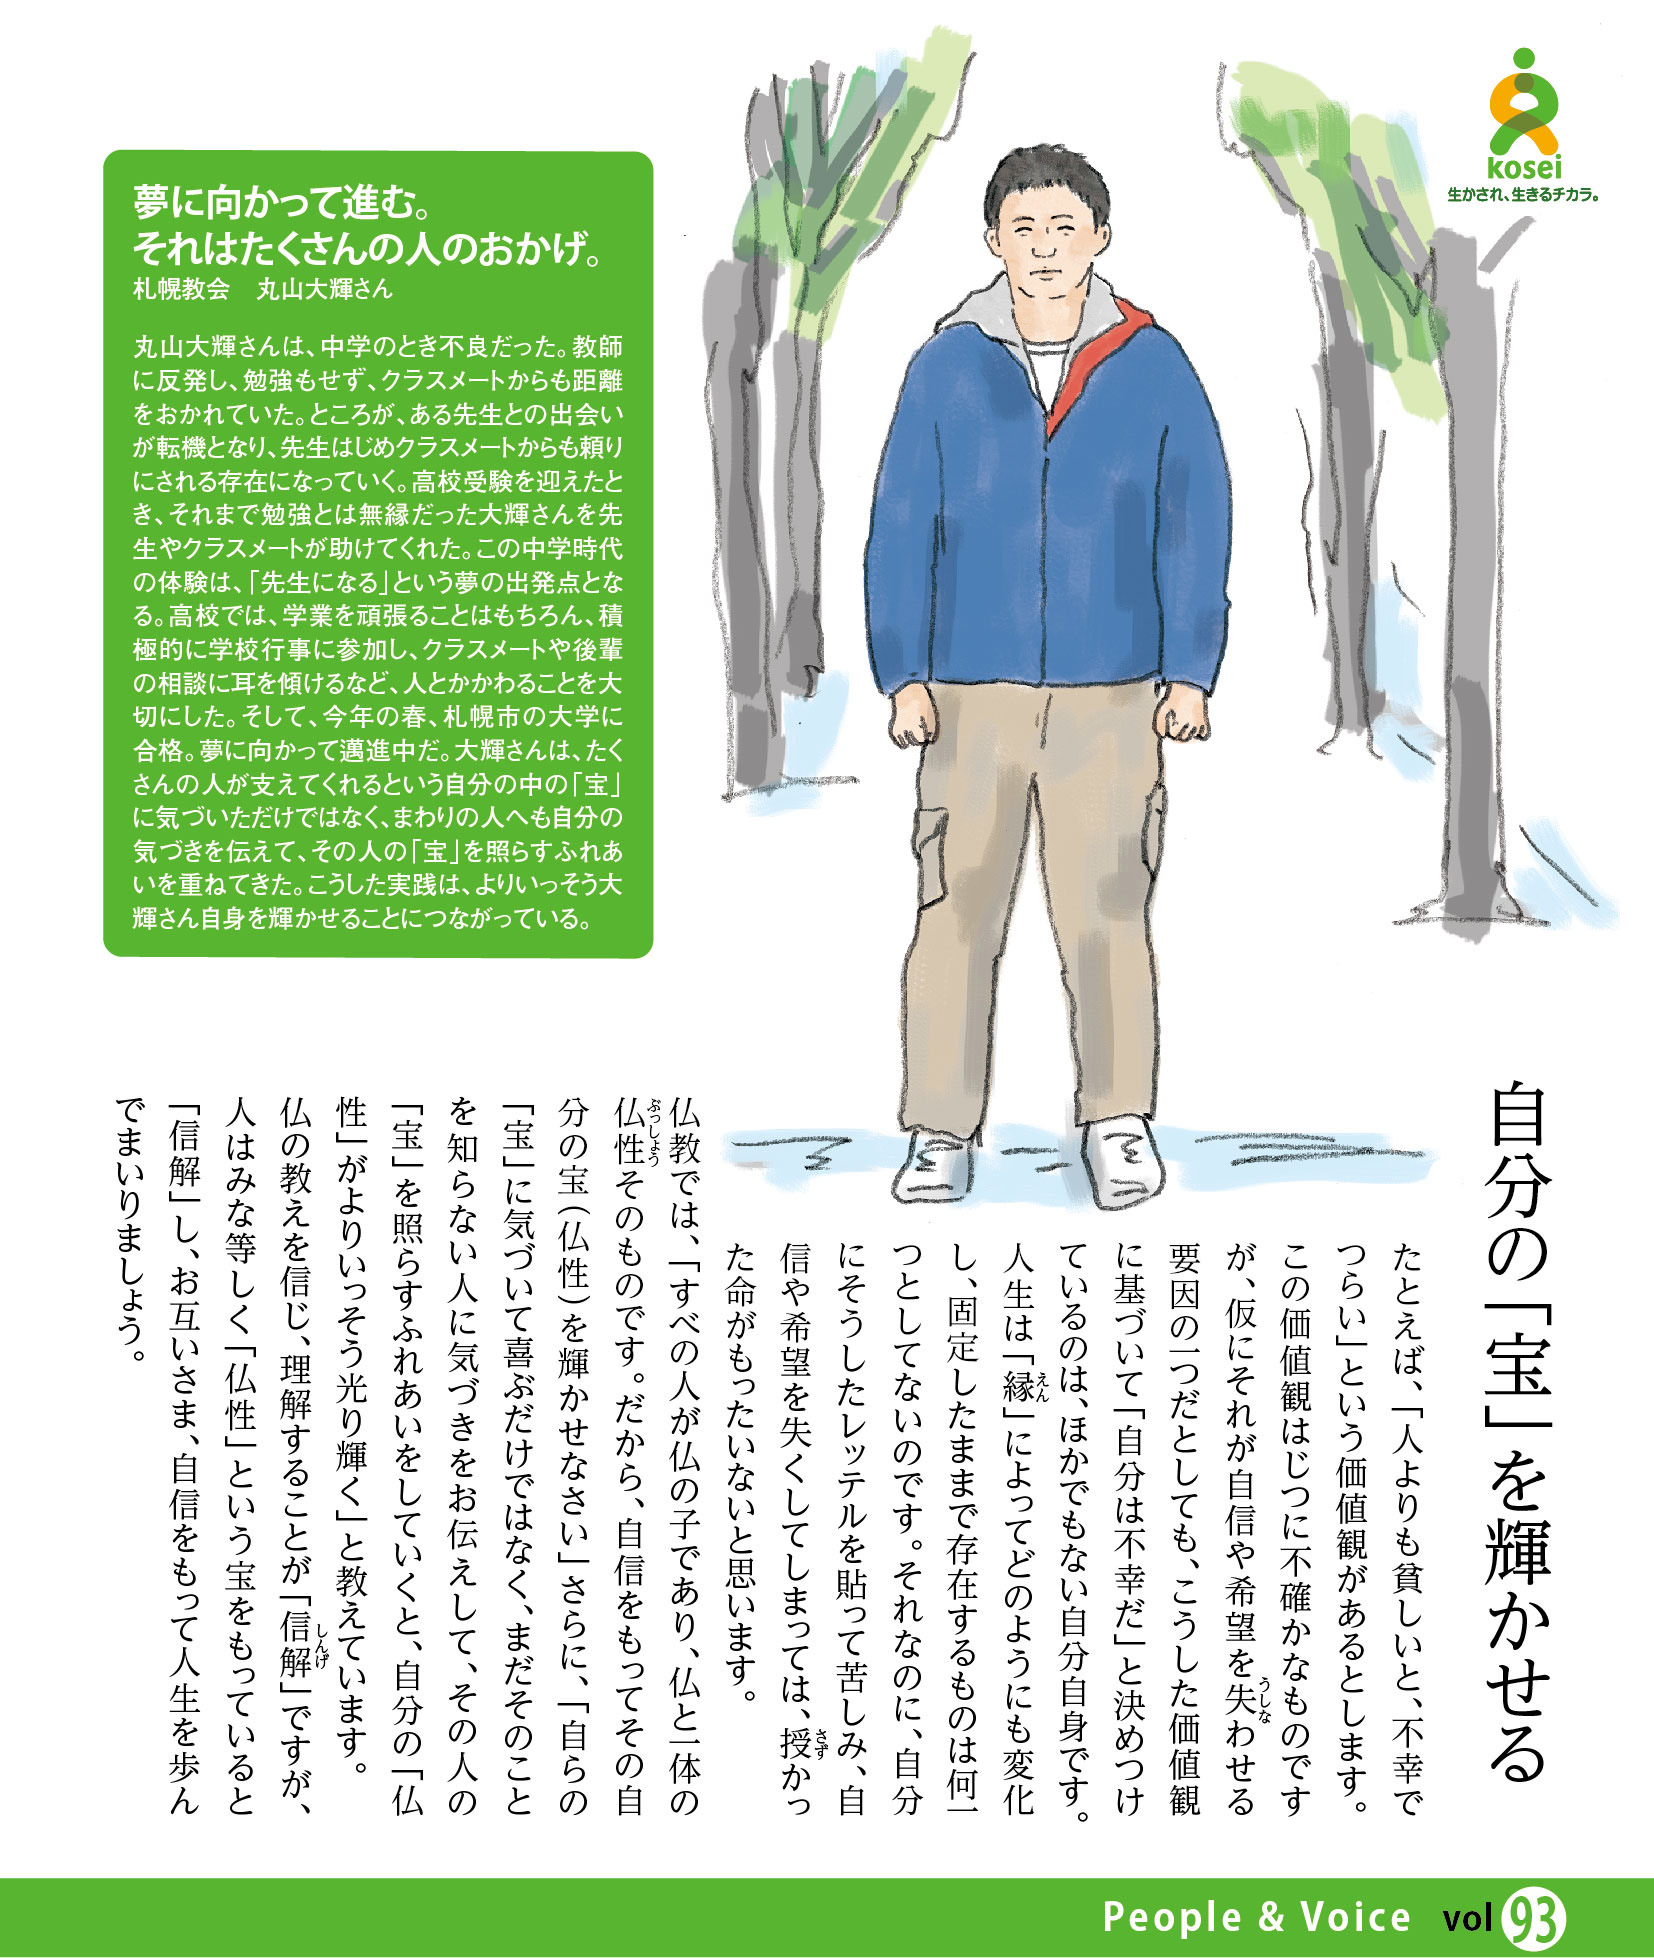 kosei
生かされ、生きるチカラ。
夢に向かって進む。
それはたくさんの人のおかげ。
札幌教会　丸山大輝さん
丸山大輝さんは、中学のとき不良だった。教師
に反発し、勉強もせず、クラスメートからも距離
をおかれていた。ところが、ある先生との出会い
が転機となり、先生はじめクラスメートからも頼り
にされる存在になっていく。高校受験を迎えたと
き、それまで勉強とは無縁だった大輝さんを先
生やクラスメートが助けてくれた。この中学時代
の体験は、「先生になる」という夢の出発点とな
る。高校では、学業を頑張ることはもちろん、積
極的に学校行事に参加し、クラスメートや後輩
の相談に耳を傾けるなど、人とかかわることを大
切にした。そして、今年の春、札幌市の大学に
合格。夢に向かって邁進中だ。大輝さんは、たく
さんの人が支えてくれるという自分の中の「宝」
に気づいただけではなく、まわりの人へも自分の
気づきを伝えて、その人の「宝」を照らすふれあ
いを重ねてきた。こうした実践は、よりいっそう大
輝さん自身を輝かせることにつながっている。
自分の「宝」を輝かせる
たとえば、「人よりも貧しいと、不幸で
つらい」という価値観があるとします。
この価値観はじつに不確かなものです
が、仮にそれが自信や希望を失わせる
うしな
要因の一つだとしても、こうした価値観
に基づいて「自分は不幸だ」と決めつけ
ているのは、ほかでもない自分自身です。
人生は「縁」によってどのようにも変化
えん
し、固定したままで存在するものは何一
つとしてないのです。それなのに、自分
にそうしたレッテルを貼って苦しみ、自
信や希望を失くしてしまっては、授かっ
さず
た命がもったいないと思います。
仏教では、「すべの人が仏の子であり、仏と一体の
仏性そのものです。だから、自信をもってその自
ぶっしょう
分の宝（仏性）を輝かせなさい」さらに、「自らの
「宝」に気づいて喜ぶだけではなく、まだそのこと
を知らない人に気づきをお伝えして、その人の
「宝」を照らすふれあいをしていくと、自分の「仏
性」がよりいっそう光り輝く」と教えています。
仏の教えを信じ、理解することが「信解」ですが、
しんげ
人はみな等しく「仏性」という宝をもっていると
「信解」し、お互いさま、自信をもって人生を歩ん
でまいりましょう。
People & Voice vol 93